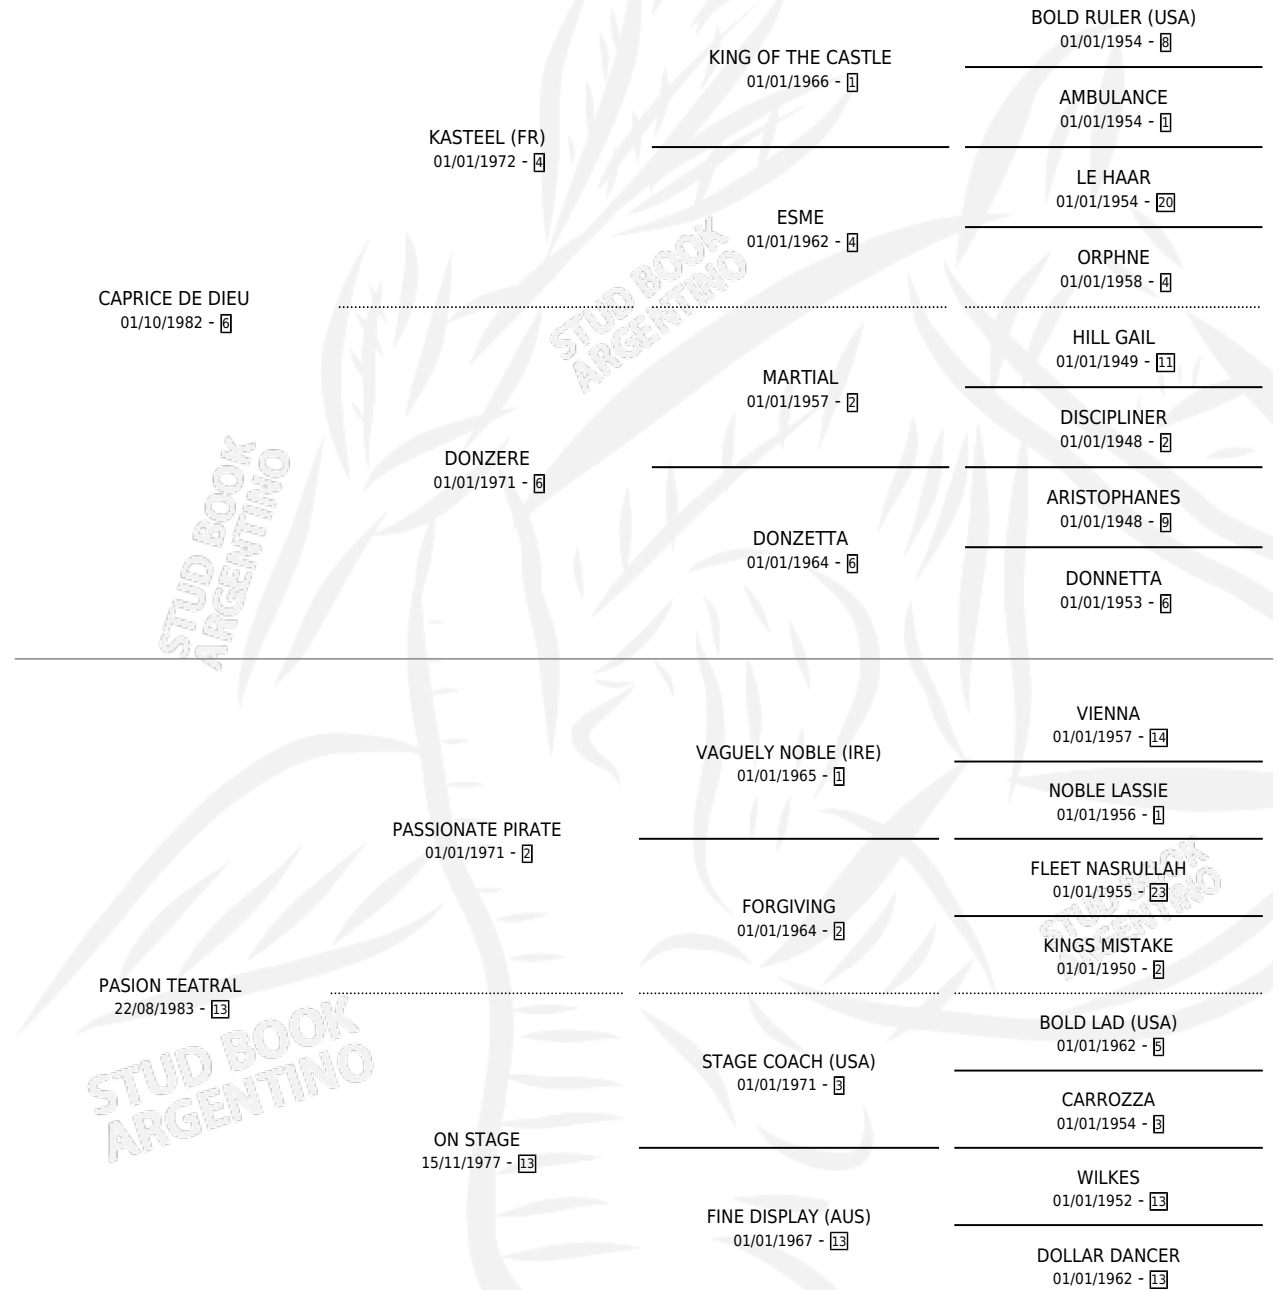 BOLD RULER (USA)
01/01/1954 - 8
KING OF THE CASTLE
01/01/1966 - 1
AMBULANCE
01/01/1954 - 1
KASTEEL (FR)
01/01/1972 - 4
LE HAAR
01/01/1954 - 20
ESME
01/01/1962 - 4
ORPHNE
01/01/1958 - 4
CAPRICE DE DIEU
01/10/1982 - 6
STUD BOOK
ARGENTINO
HILL GAIL
01/01/1949 - 11
MARTIAL
01/01/1957 - 2
DISCIPLINER
01/01/1948 - 2
DONZERE
01/01/1971 - 6
ARISTOPHANES
01/01/1948 - 9
DONZETTA
01/01/1964 - 6
DONNETTA
01/01/1953 - 6
STUD BOOK
ARGENTINO
VIENNA
01/01/1957 - 14
VAGUELY NOBLE (IRE)
01/01/1965 - 1
NOBLE LASSIE
01/01/1956 - 1
PASSIONATE PIRATE
01/01/1971 - 2
FLEET NASRULLAH
01/01/1955 - 23
STUD BOOK
ARGENTINO
FORGIVING
01/01/1964 - 2
KINGS MISTAKE
01/01/1950 - 2
PASION TEATRAL
22/08/1983 - 13
STUD BOOK
ARGENTINO
BOLD LAD (USA)
01/01/1962 - 5
STAGE COACH (USA)
01/01/1971 - 3
CARROZZA
01/01/1954 - 3
ON STAGE
15/11/1977 - 13
WILKES
01/01/1952 - 13
FINE DISPLAY (AUS)
01/01/1967 - 13
DOLLAR DANCER
01/01/1962 - 13